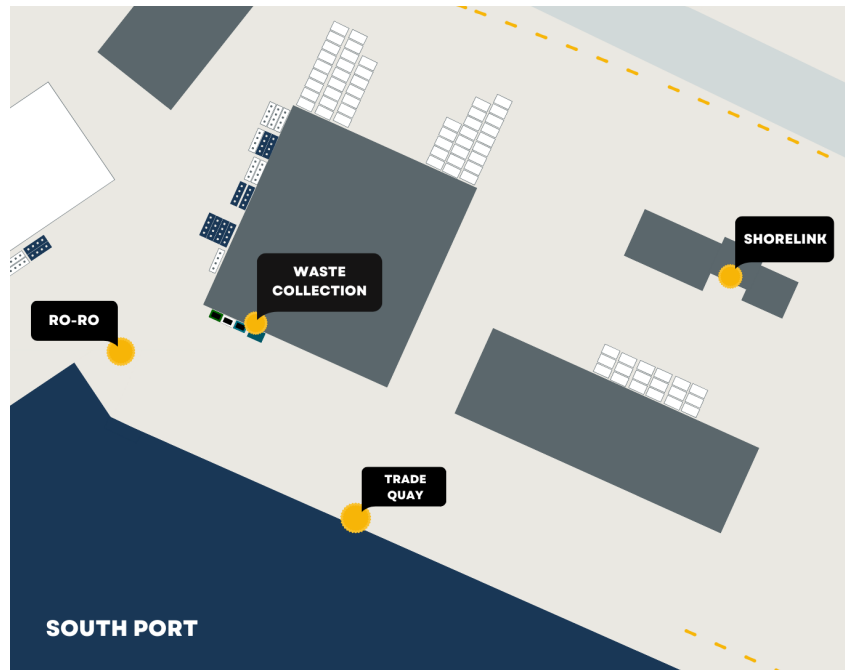 SHORELINK
WASTE
COLLECTION
RO-RO
TRADE
QUAY
SOUTH PORT